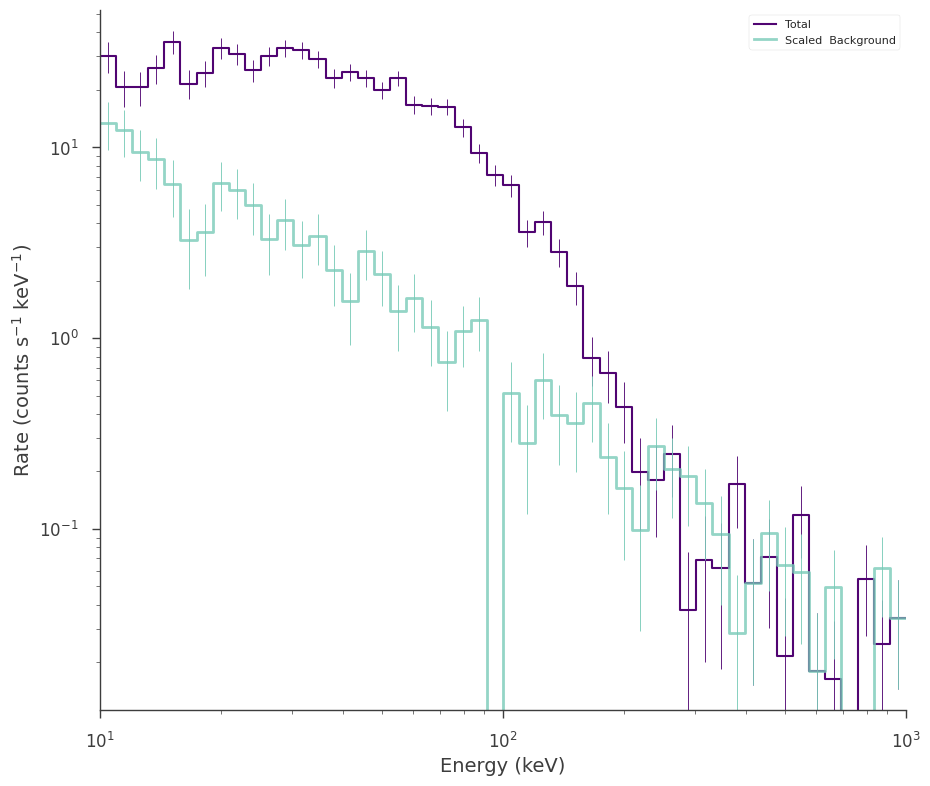 Total
Scaled  Background
Rate (counts s⁻¹ keV⁻¹)
10¹
10⁰
10⁻¹
10¹ 10² 10³
Energy (keV)